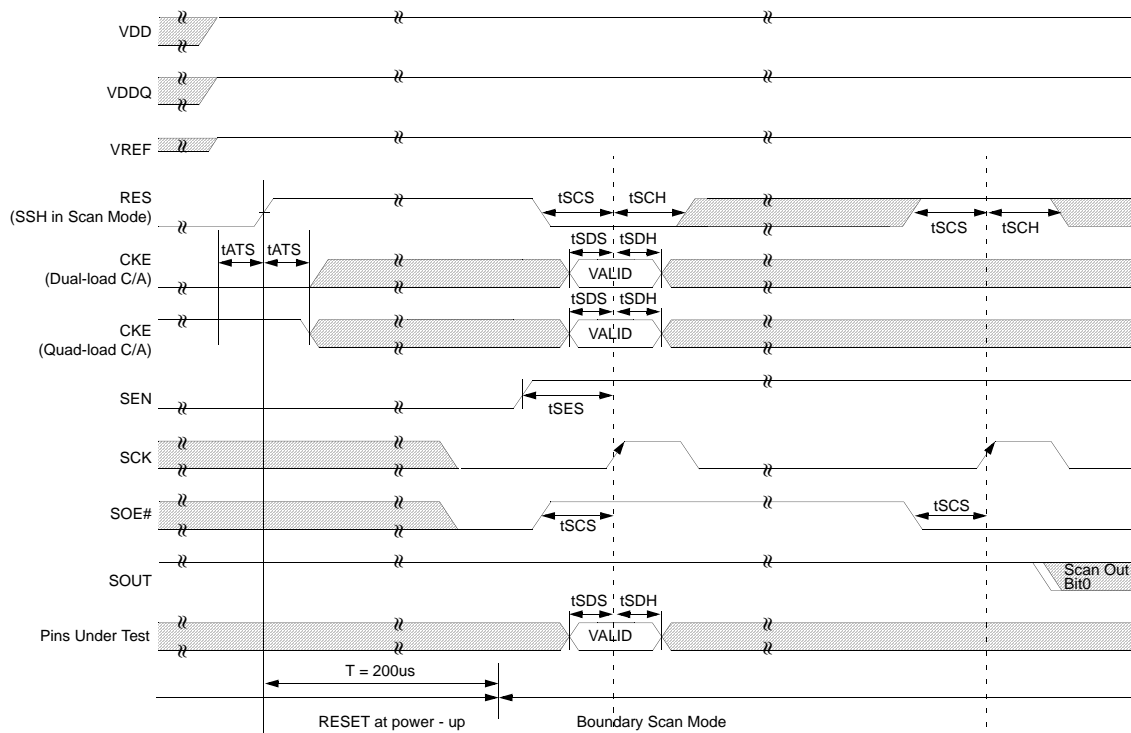 VDD
VDDQ
VREF
RES
(SSH in Scan Mode)
tSCS
tSCH
tSCS
tSCH
tATS
tATS
CKE
(Dual-load C/A)
tSDS
tSDH
VALID
CKE
(Quad-load C/A)
tSDS
tSDH
VALID
SEN
tSES
SCK
SOE#
tSCS
tSCS
SOUT
Scan Out
Bit0
Pins Under Test
tSDS
tSDH
VALID
T = 200us
RESET at power - up
Boundary Scan Mode